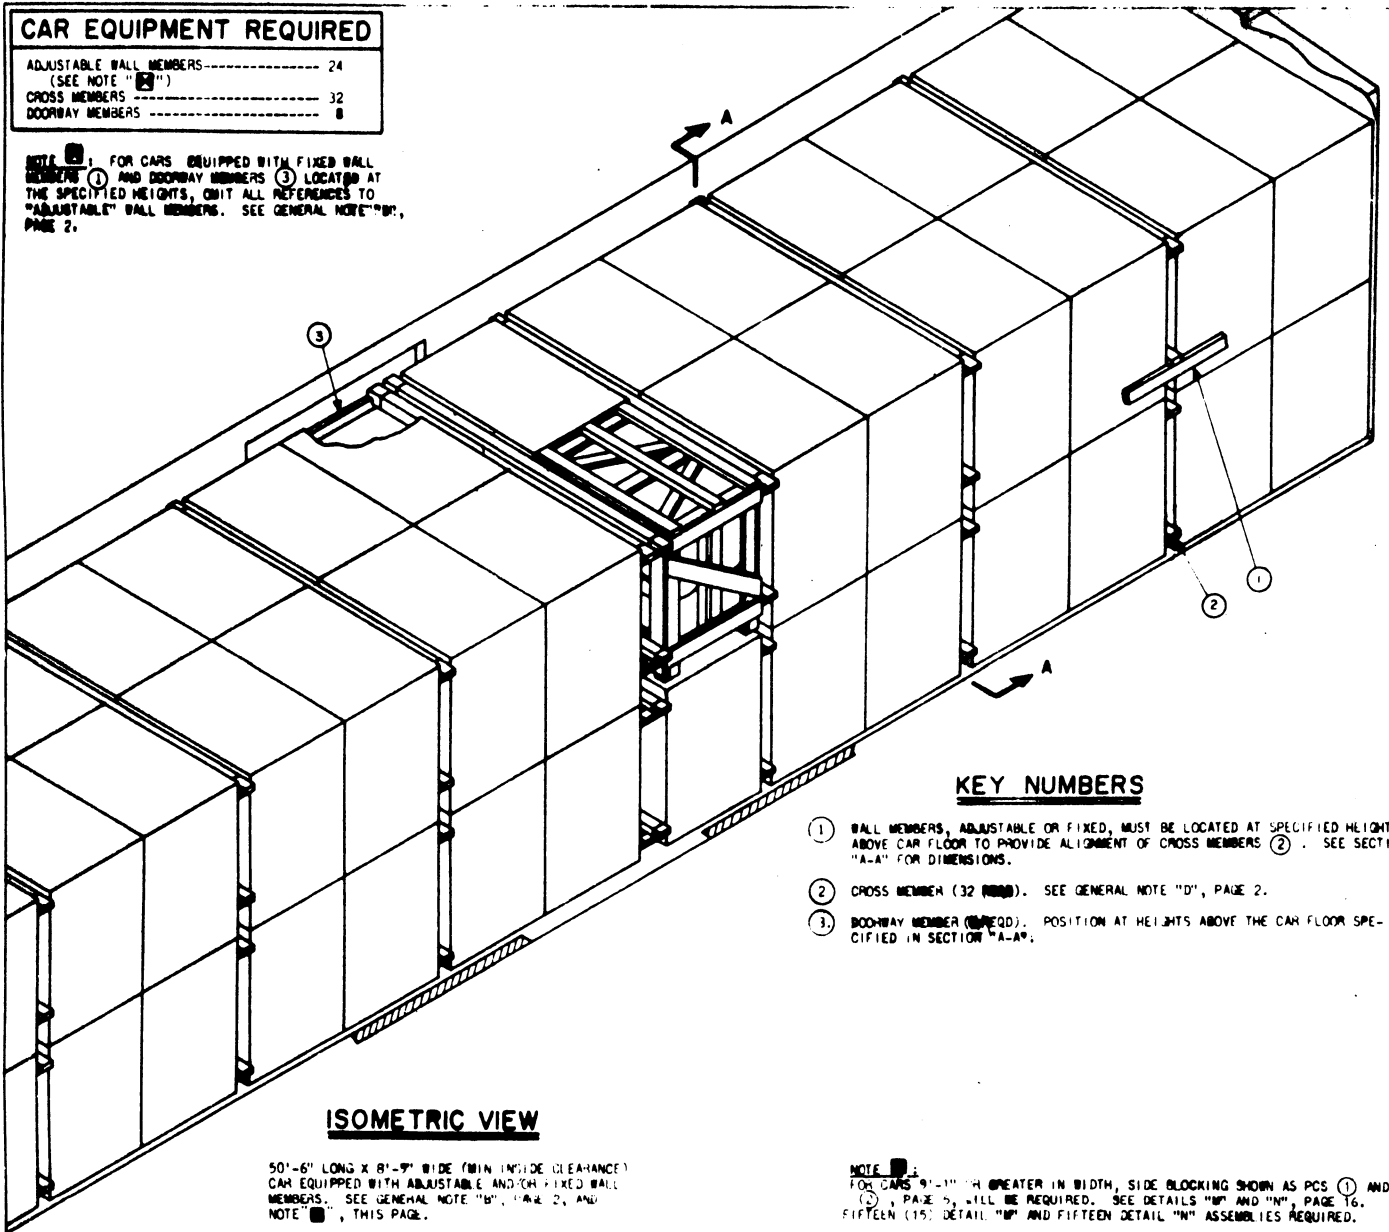 CAR EQUIPMENT REQUIRED
ADJUSTABLE WALL MEMBERS-------------------- 24
(SEE NOTE " ")
CROSS MEMBERS ------------------------------ 32
DOORWAY MEMBERS --------------------------- 8
NOTE : FOR CARS EQUIPPED WITH FIXED WALL
MEMBERS 1 AND DOORWAY MEMBERS 3 LOCATED AT
THE SPECIFIED HEIGHTS, OMIT ALL REFERENCES TO
"ADJUSTABLE" WALL MEMBERS. SEE GENERAL NOTE "B",
PAGE 2.
A
3
1
2
A
KEY NUMBERS
1 WALL MEMBERS, ADJUSTABLE OR FIXED, MUST BE LOCATED AT SPECIFIED HEIGHT
ABOVE CAR FLOOR TO PROVIDE ALIGNMENT OF CROSS MEMBERS 2 . SEE SECTI
"A-A" FOR DIMENSIONS.
2 CROSS MEMBER (32 ). SEE GENERAL NOTE "D", PAGE 2.
3. DOORWAY MEMBER ( REQD). POSITION AT HEIGHTS ABOVE THE CAR FLOOR SPE-
CIFIED IN SECTION "A-A".
ISOMETRIC VIEW
50'-6" LONG X 8'-9" WIDE (MIN INSIDE CLEARANCE)
CAR EQUIPPED WITH ADJUSTABLE AND/OR FIXED WALL
MEMBERS. SEE GENERAL NOTE "B", PAGE 2, AND
NOTE " ", THIS PAGE.
NOTE :
FOR CARS 9'-1" OR GREATER IN WIDTH, SIDE BLOCKING SHOWN AS PCS 1 AND
2 , PAGE 5, WILL BE REQUIRED. SEE DETAILS "M" AND "N", PAGE 16.
FIFTEEN (15) DETAIL "M" AND FIFTEEN DETAIL "N" ASSEMBLIES REQUIRED.